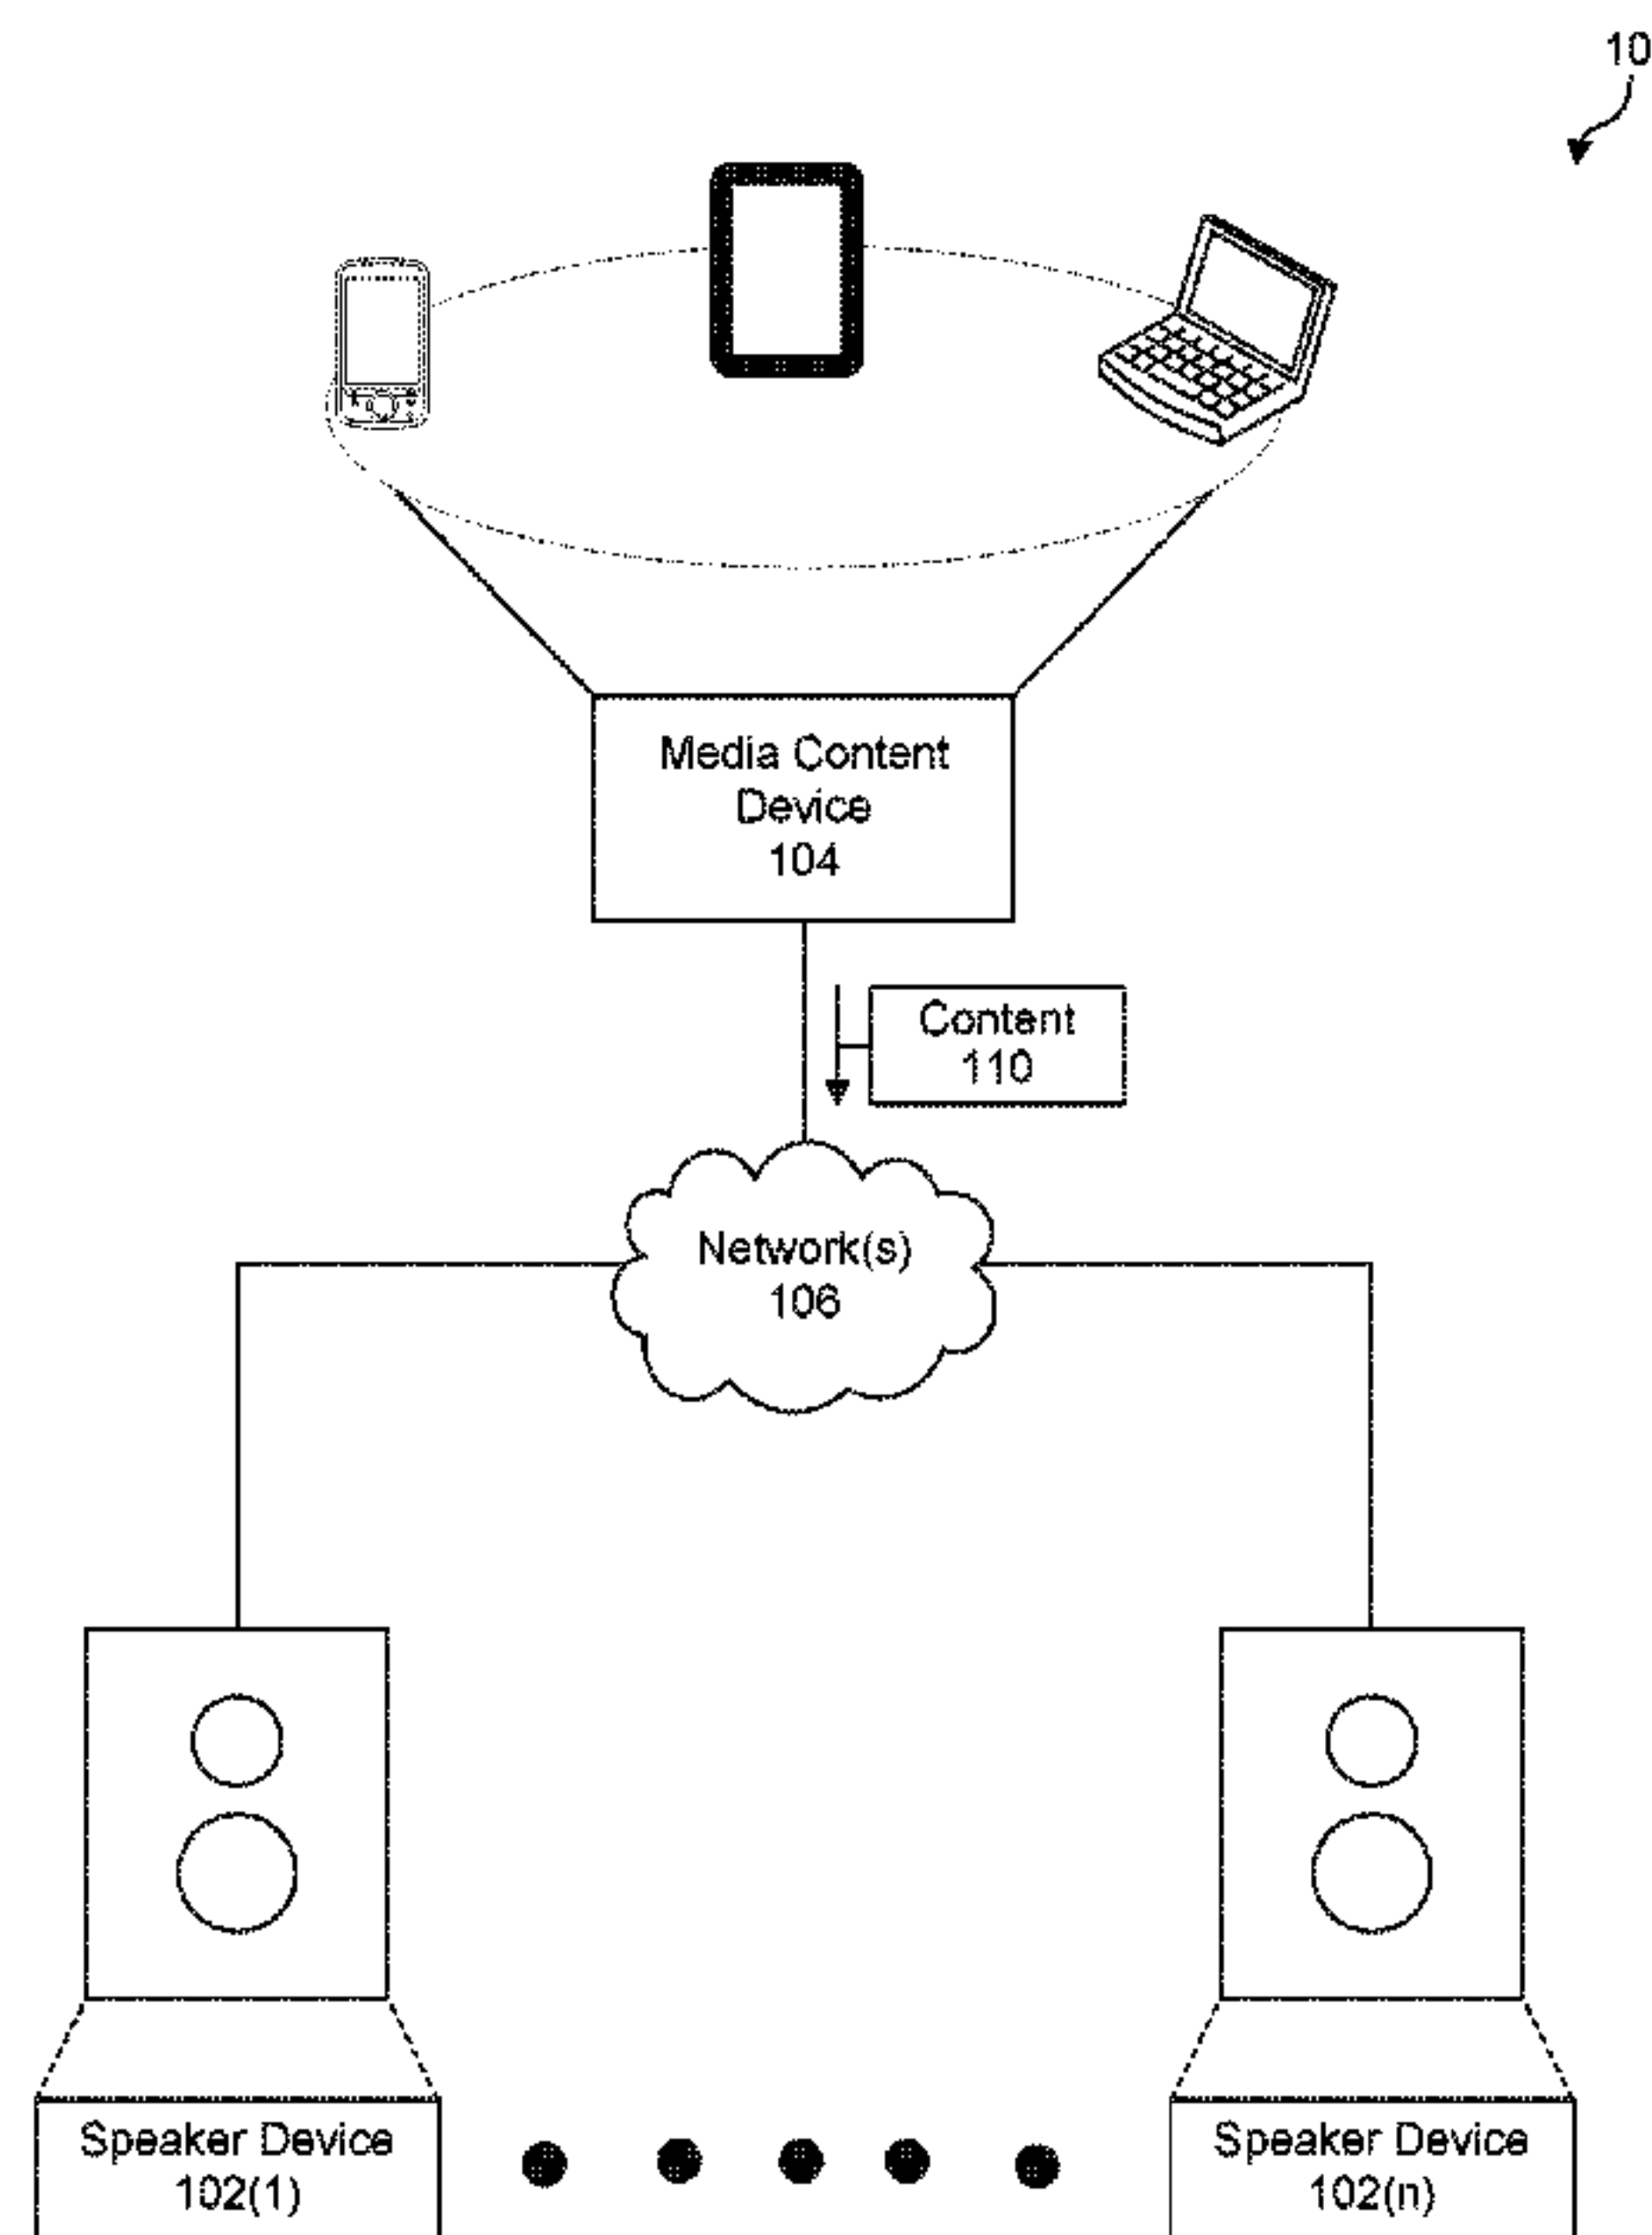 10
Media Content
Device
104
Content
110
Network(s)
106
Speaker Device
102(1)
Speaker Device
102(n)